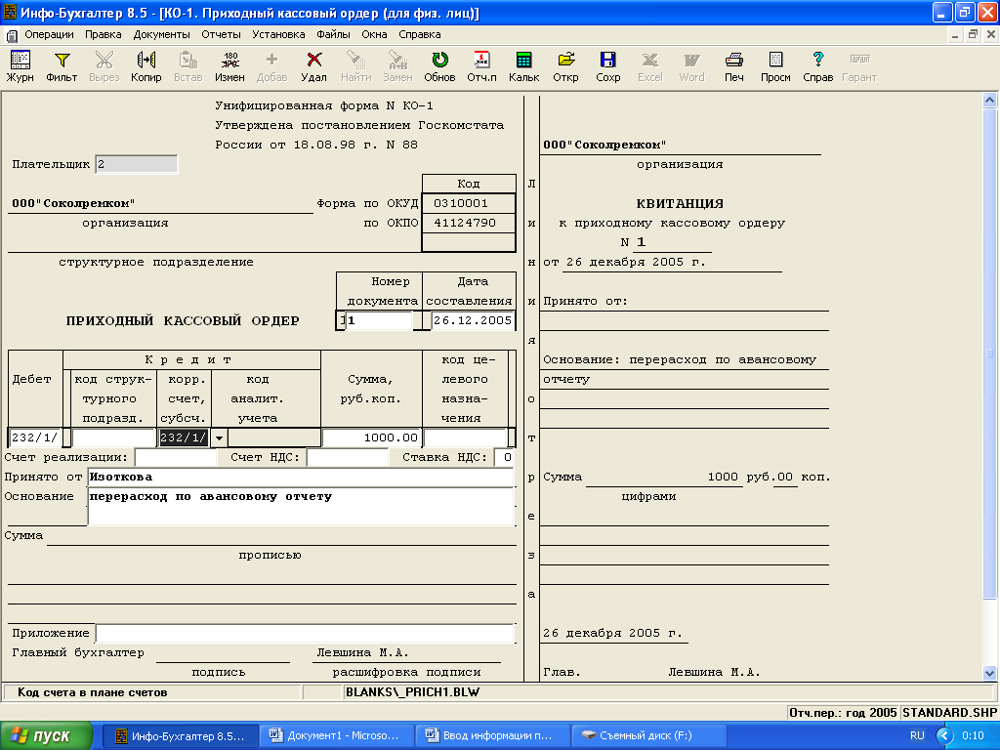 Инфо-Бухгалтер 8.5 - [КО-1. Приходный кассовый ордер (для физ. лиц)]
Операции Правка Документы Отчеты Установка Файлы Окна Справка
Журн Фильт Вырез Копир Встав Измен Добав Удал Найти Замен Обнов Отч.п Кальк Откр Сохр Excel Word Печ Просм Справ Гарант
Унифицированная форма N КО-1
Утверждена постановлением Госкомстата
России от 18.08.98 г. N 88
Плательщик 2
Код
ООО"Соколремком" Форма по ОКУД 0310001
организация по ОКПО 41124790
структурное подразделение
Номер Дата
документа составления
ПРИХОДНЫЙ КАССОВЫЙ ОРДЕР 1 26.12.2005
К р е д и т код це-
Дебет код струк- корр. код Сумма, левого
турного счет, аналит. руб.коп. назна-
подразд. субсч. учета чения
232/1/ 232/1/ 1000.00
Счет реализации: Счет НДС: Ставка НДС: 0
Принято от Изоткова
Основание перерасход по авансовому отчету
Сумма
прописью
Приложение
Главный бухгалтер Левшина М.А.
подпись расшифровка подписи
Л
и
н
и
я
о
т
р
е
з
а
ООО"Соколремком"
организация
КВИТАНЦИЯ
к приходному кассовому ордеру
N 1
от 26 декабря 2005 г.
Принято от:
Основание: перерасход по авансовому
отчету
Сумма 1000 руб.00 коп.
цифрами
26 декабря 2005 г.
Глав. Левшина М.А.
Код счета в плане счетов BLANKS\_PRICH1.BLW
Отч.пер.: год 2005 STANDARD.SHP
пуск Инфо-Бухгалтер 8.5... Документ1 - Microso... Ввод информации п... Съемный диск (F:) RU 0:10